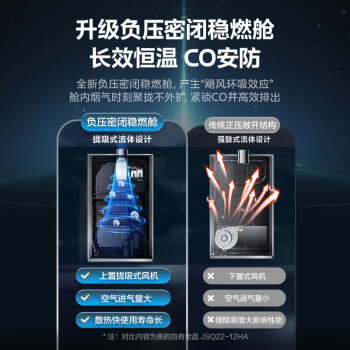 升级负压密闭稳燃舱
长效恒温 CO安防
全新负压密闭稳燃舱，产生“飓风环吸效应”
舱内烟气时刻聚拢不外扩，紧锁CO并高效排出
负压密闭稳燃舱
拢吸式流体设计
上置拢吸式风机
空气进气量大
散热快使用寿命长
传统正压敞开结构
强鼓式流体设计
下置式风机
空气进气量小
缝隙易增大影响性能
*注：对比内容为美的自有站品 JSQ22-12HA